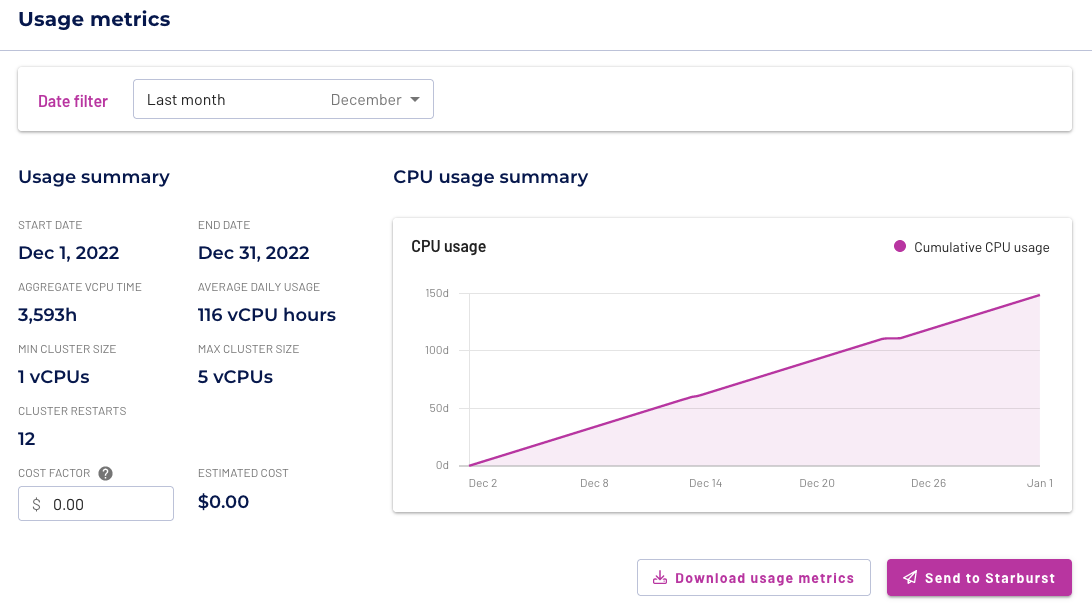 Usage metrics
Date filter
Last month December
Usage summary
START DATE END DATE
Dec 1, 2022 Dec 31, 2022
AGGREGATE VCPU TIME AVERAGE DAILY USAGE
3,593h 116 vCPU hours
MIN CLUSTER SIZE MAX CLUSTER SIZE
1 vCPUs 5 vCPUs
CLUSTER RESTARTS
12
COST FACTOR ? ESTIMATED COST
$ 0.00 $0.00
CPU usage summary
CPU usage Cumulative CPU usage
150d
100d
50d
0d
Dec 2 Dec 8 Dec 14 Dec 20 Dec 26 Jan 1
Download usage metrics Send to Starburst